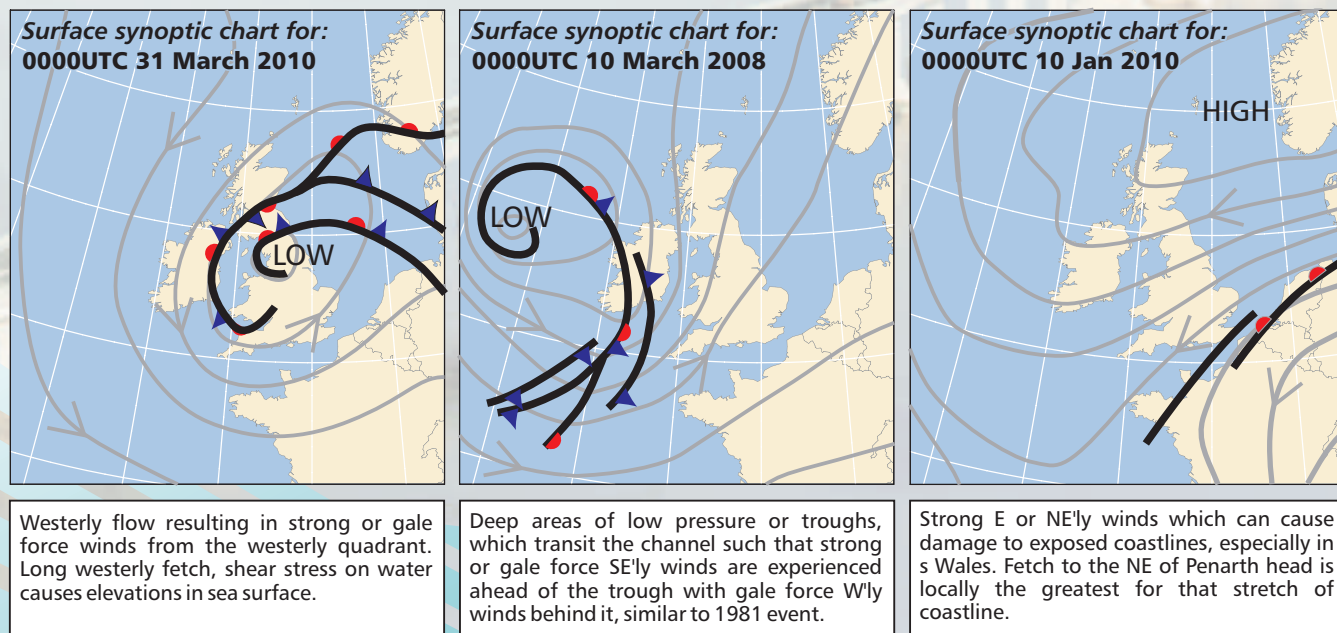 Surface synoptic chart for:
0000UTC 31 March 2010
LOW
Westerly flow resulting in strong or gale
force winds from the westerly quadrant.
Long westerly fetch, shear stress on water
causes elevations in sea surface.
Surface synoptic chart for:
0000UTC 10 March 2008
LOW
Deep areas of low pressure or troughs,
which transit the channel such that strong
or gale force SE'ly winds are experienced
ahead of the trough with gale force W'ly
winds behind it, similar to 1981 event.
Surface synoptic chart for:
0000UTC 10 Jan 2010
HIGH
Strong E or NE'ly winds which can cause
damage to exposed coastlines, especially in
s Wales. Fetch to the NE of Penarth head is
locally the greatest for that stretch of
coastline.